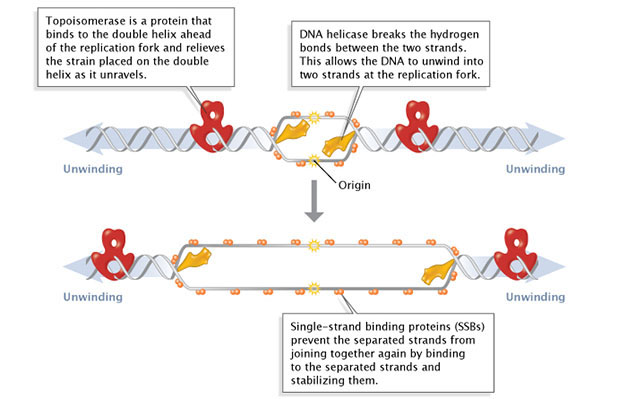 Topoisomerase is a protein that
binds to the double helix ahead
of the replication fork and relieves
the strain placed on the double
helix as it unravels.
DNA helicase breaks the hydrogen
bonds between the two strands.
This allows the DNA to unwind into
two strands at the replication fork.
Unwinding
Unwinding
Origin
Unwinding
Unwinding
Single-strand binding proteins (SSBs)
prevent the separated strands from
joining together again by binding
to the separated strands and
stabilizing them.